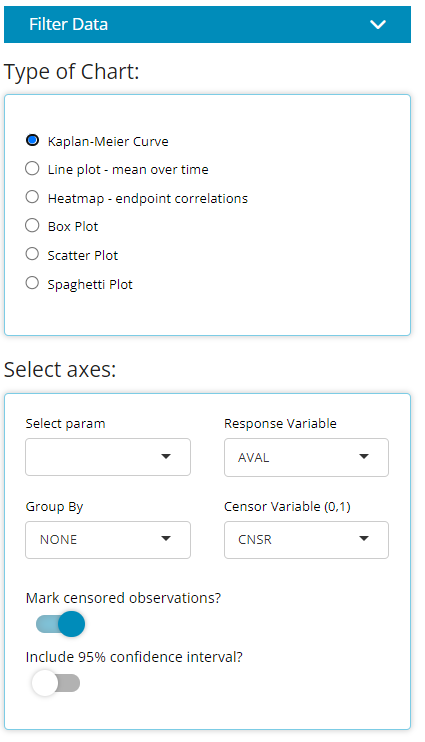 Filter Data
Type of Chart:
Kaplan-Meier Curve
Line plot - mean over time
Heatmap - endpoint correlations
Box Plot
Scatter Plot
Spaghetti Plot
Select axes:
Select param
Response Variable
AVAL
Group By
Censor Variable (0,1)
NONE
CNSR
Mark censored observations?
Include 95% confidence interval?